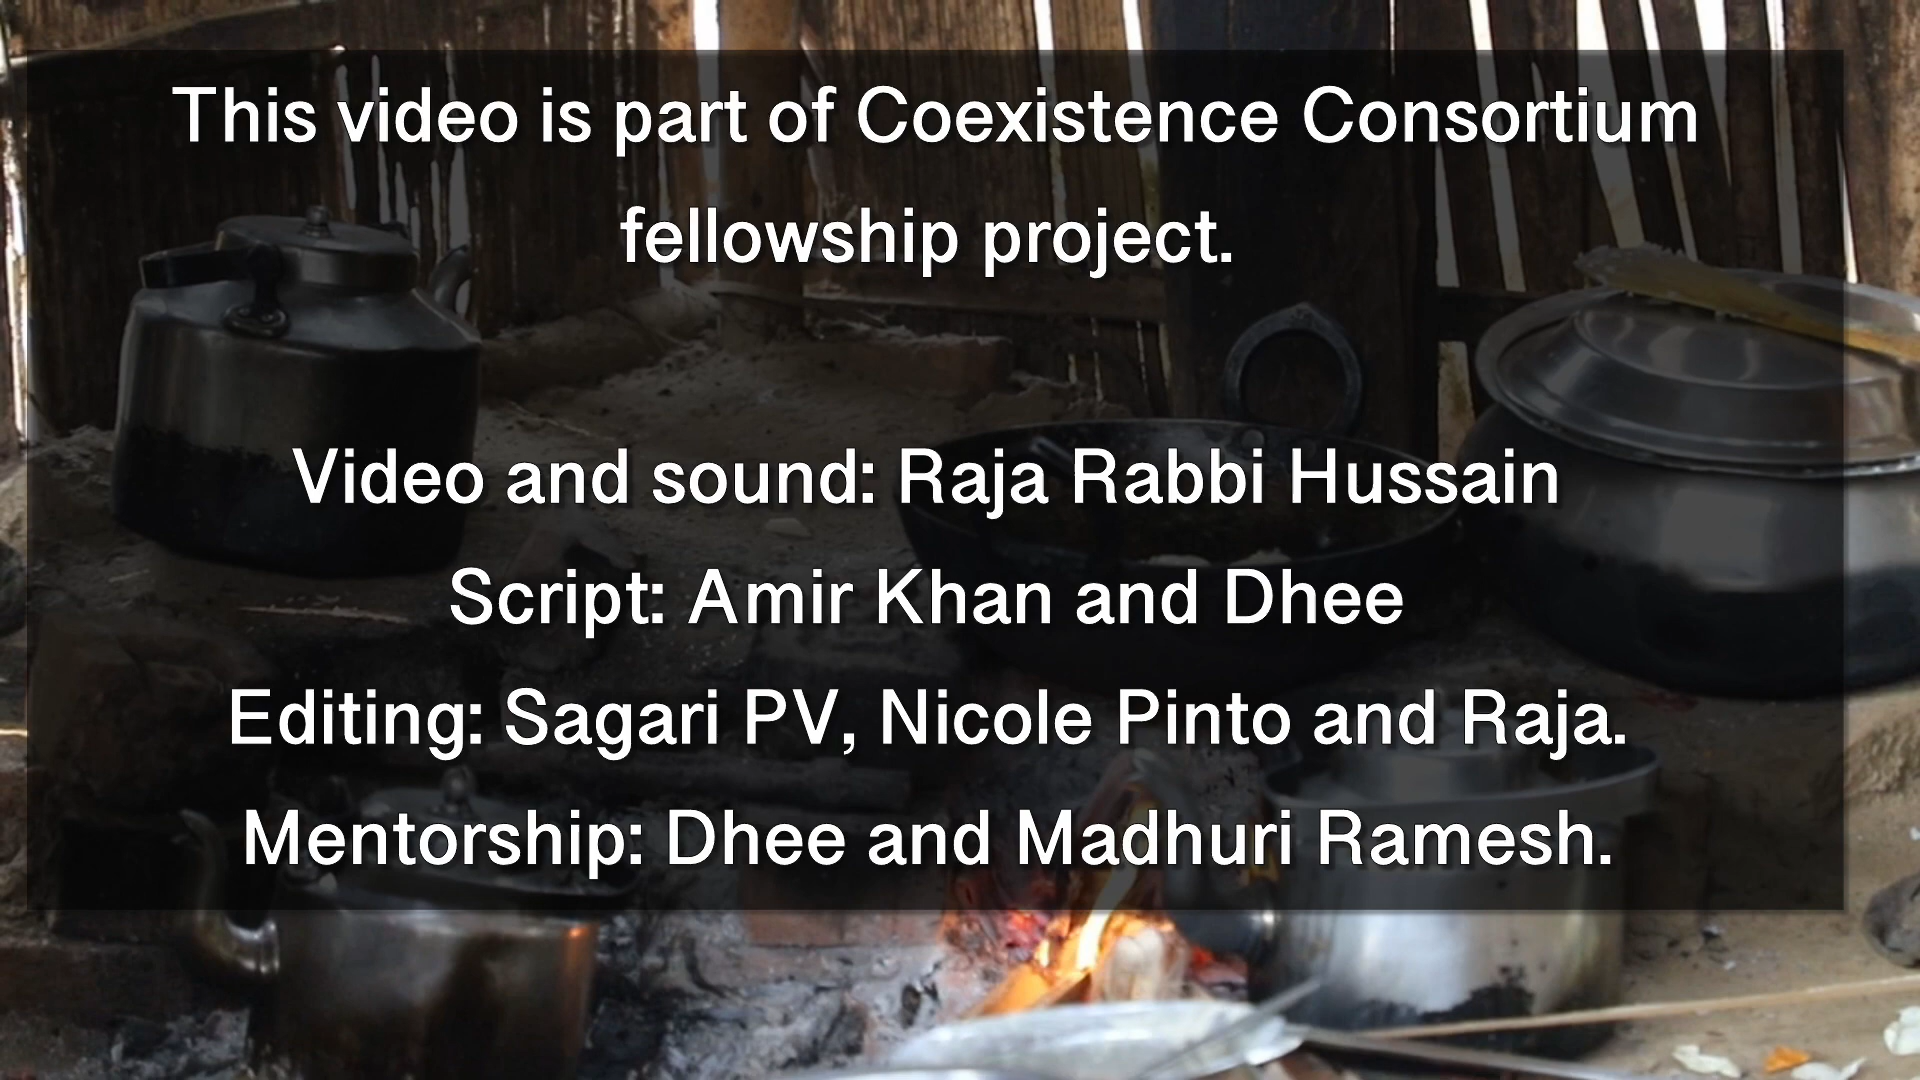 This video is part of Coexistence Consortium
fellowship project.
Video and sound: Raja Rabbi Hussain
Script: Amir Khan and Dhee
Editing: Sagari PV, Nicole Pinto and Raja.
Mentorship: Dhee and Madhuri Ramesh.